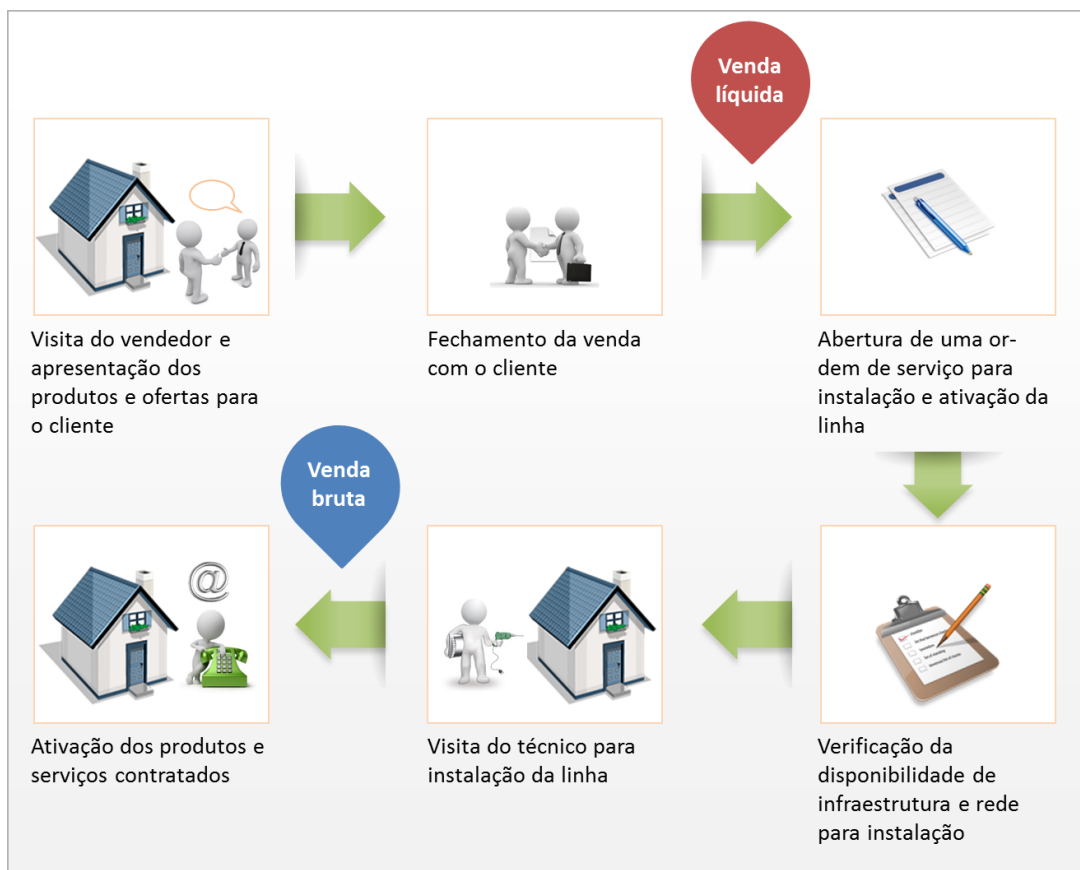 Venda
líquida
Visita do vendedor e
apresentação dos
produtos e ofertas para
o cliente
Fechamento da venda
com o cliente
Abertura de uma or-
dem de serviço para
instalação e ativação da
linha
Venda
bruta
@
Ativação dos produtos e
serviços contratados
Visita do técnico para
instalação da linha
Verificação da
disponibilidade de
infraestrutura e rede
para instalação